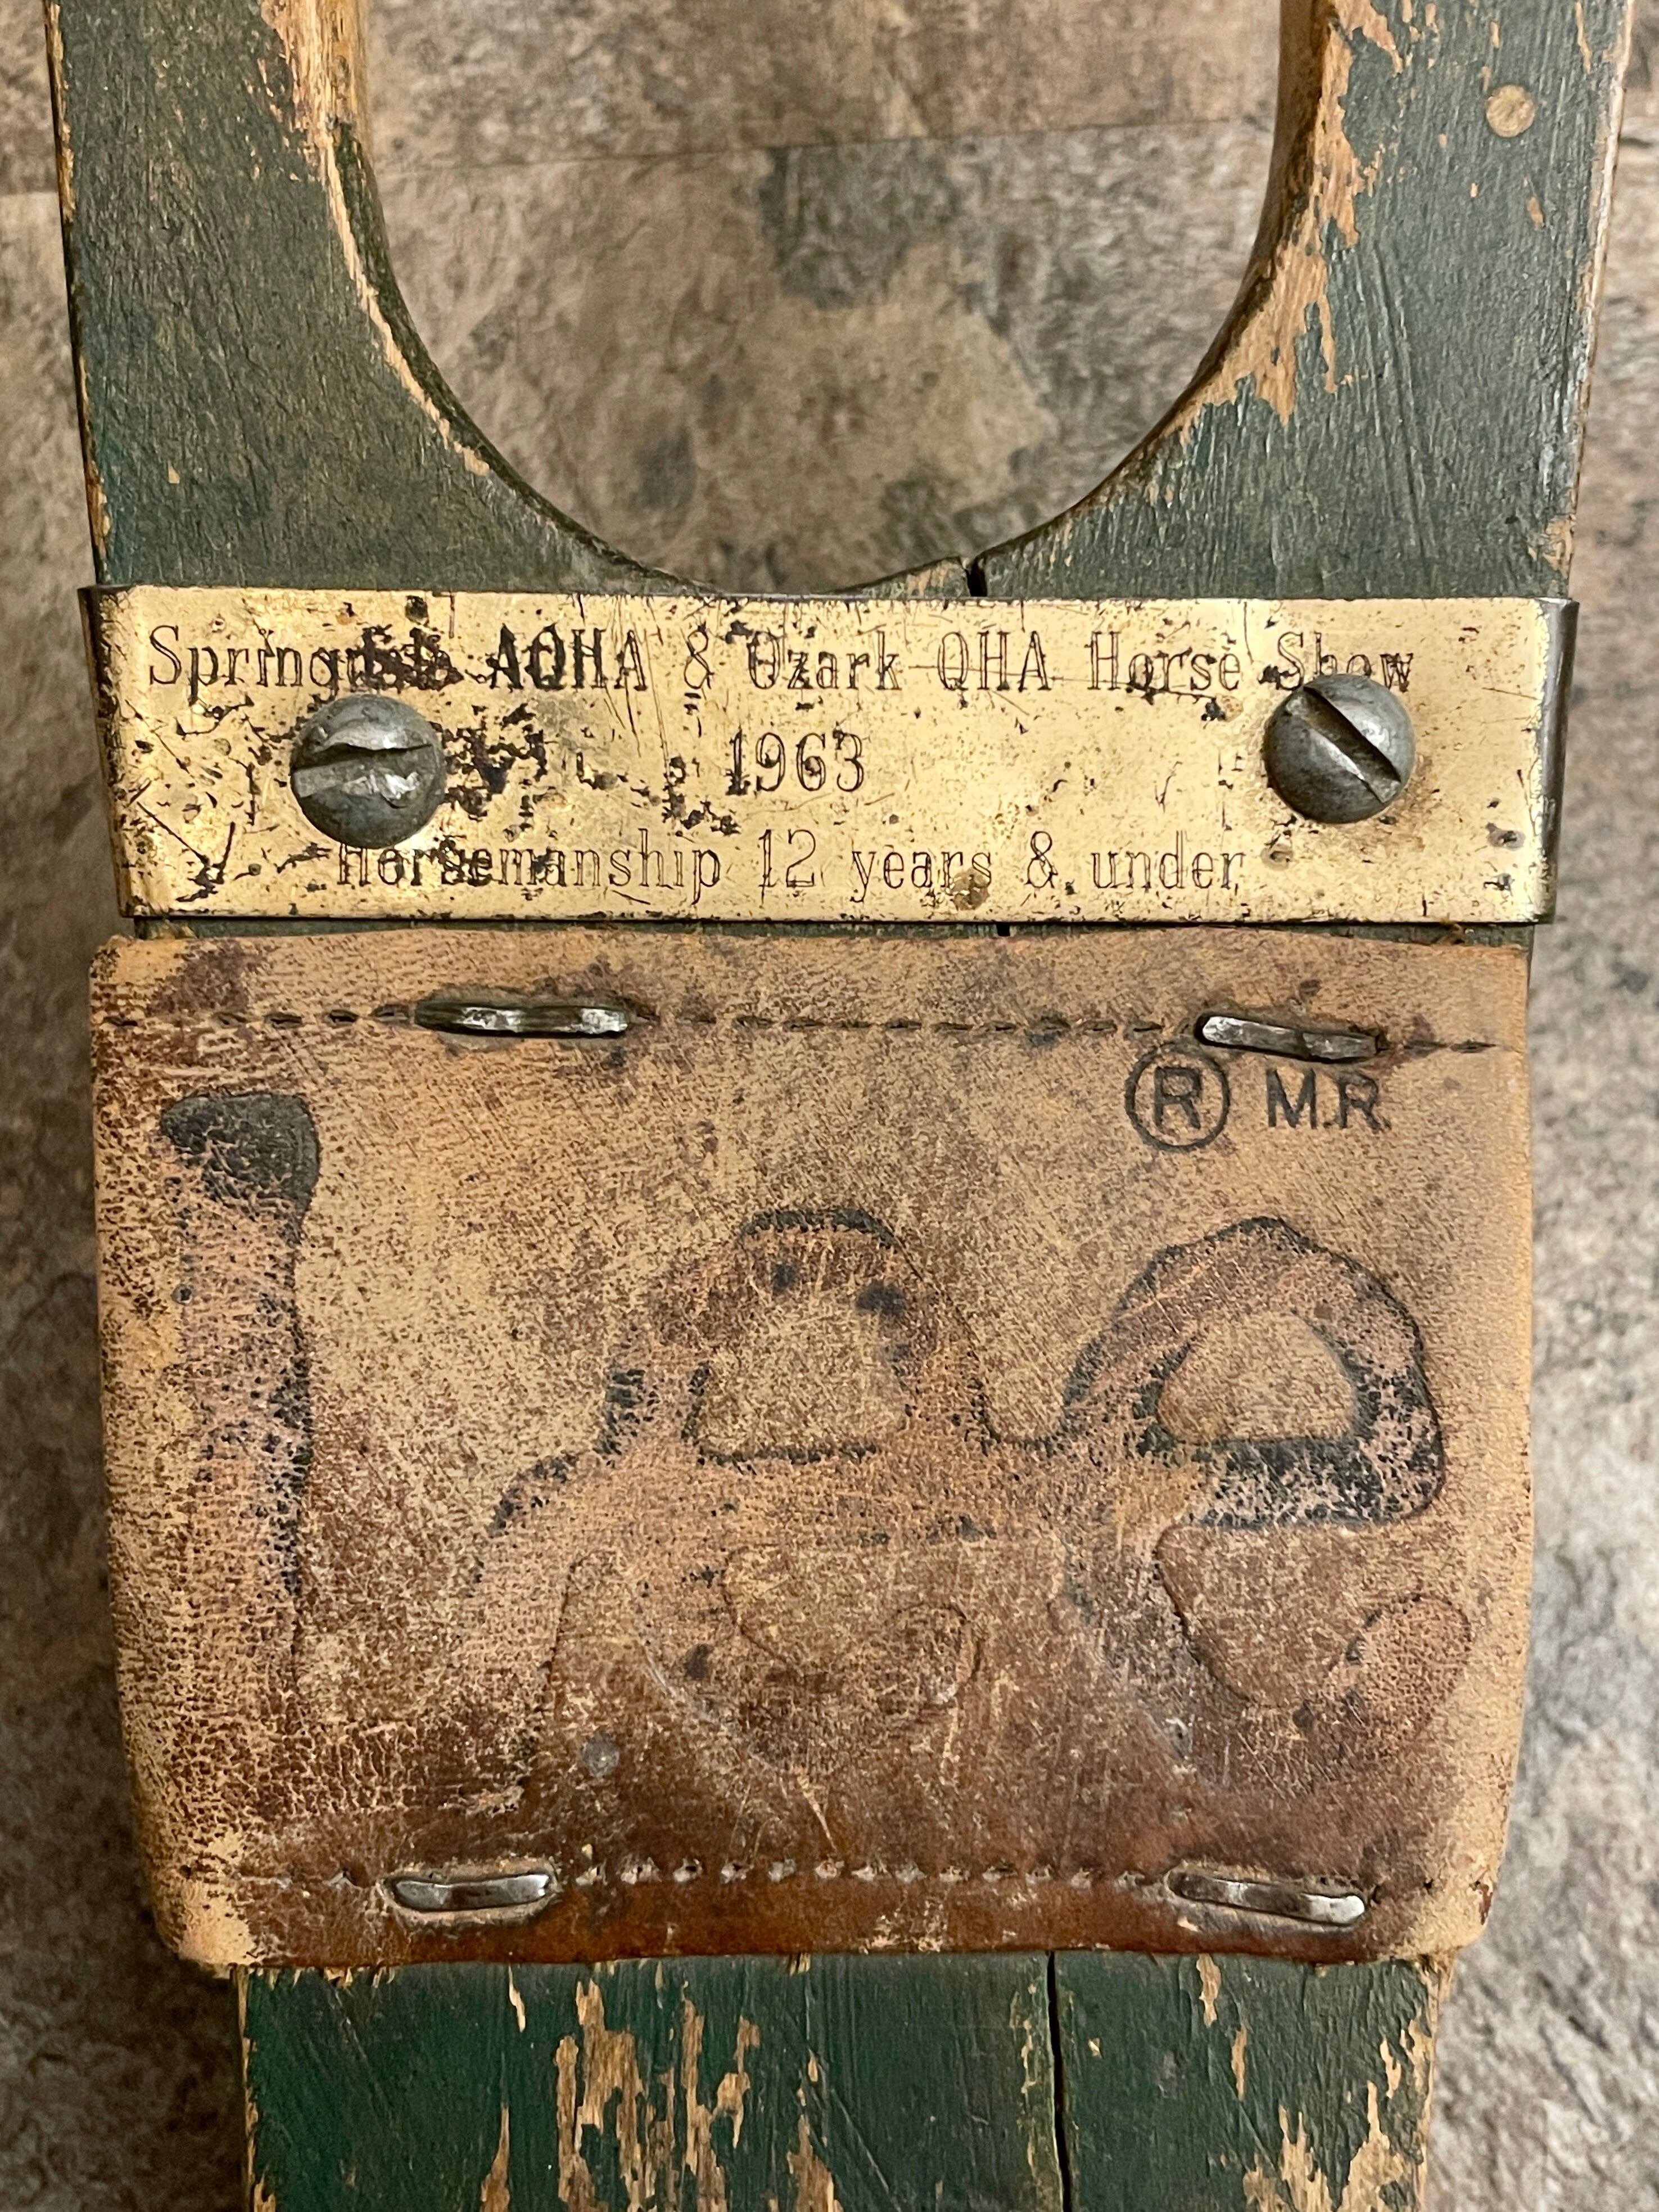 Springfield AQHA & Ozark QHA Horse Show
1963
Horsemanship 12 years & under
® M.R.